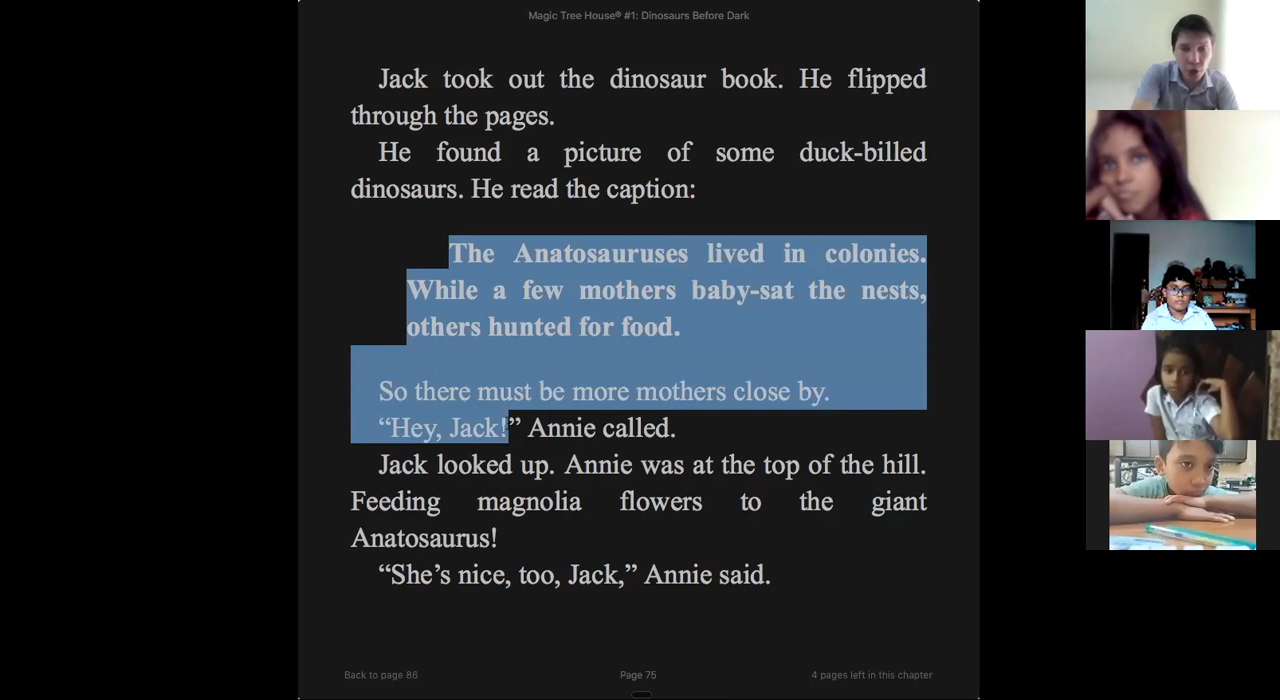 Magic Tree House® #1: Dinosaurs Before Dark
Jack took out the dinosaur book. He flipped
through the pages.
He found a picture of some duck-billed
dinosaurs. He read the caption:
The Anatosauruses lived in colonies.
While a few mothers baby-sat the nests,
others hunted for food.
So there must be more mothers close by.
“Hey, Jack!” Annie called.
Jack looked up. Annie was at the top of the hill.
Feeding magnolia flowers to the giant
Anatosaurus!
“She’s nice, too, Jack,” Annie said.
Back to page 86
Page 75
4 pages left in this chapter